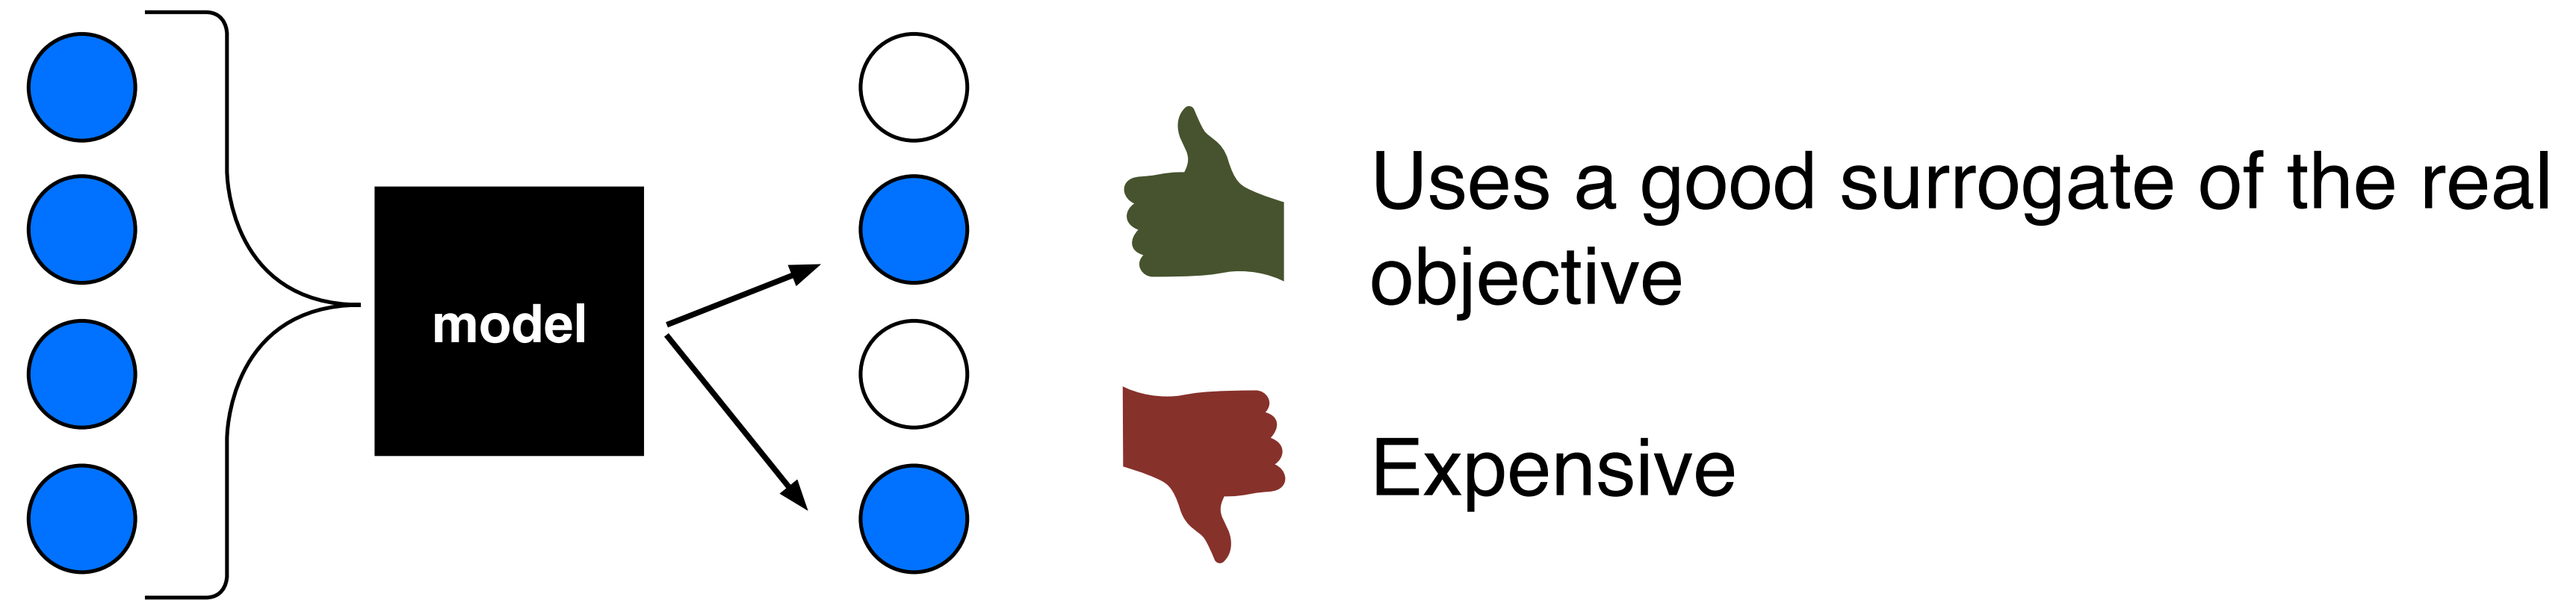 model
Uses a good surrogate of the real
objective
Expensive